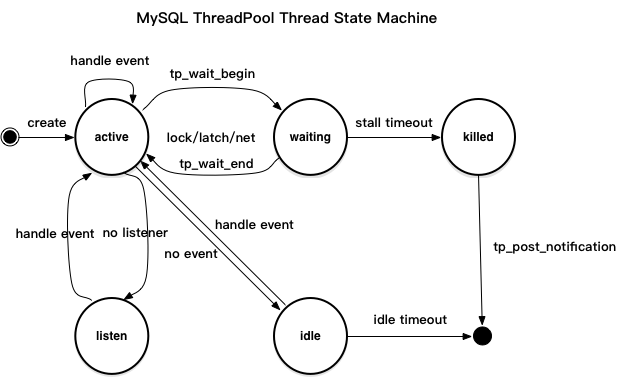 MySQL ThreadPool Thread State Machine
handle event
tp_wait_begin
create
active
lock/latch/net
waiting
stall timeout
killed
tp_wait_end
handle event
no listener
handle event
no event
tp_post_notification
listen
idle
idle timeout